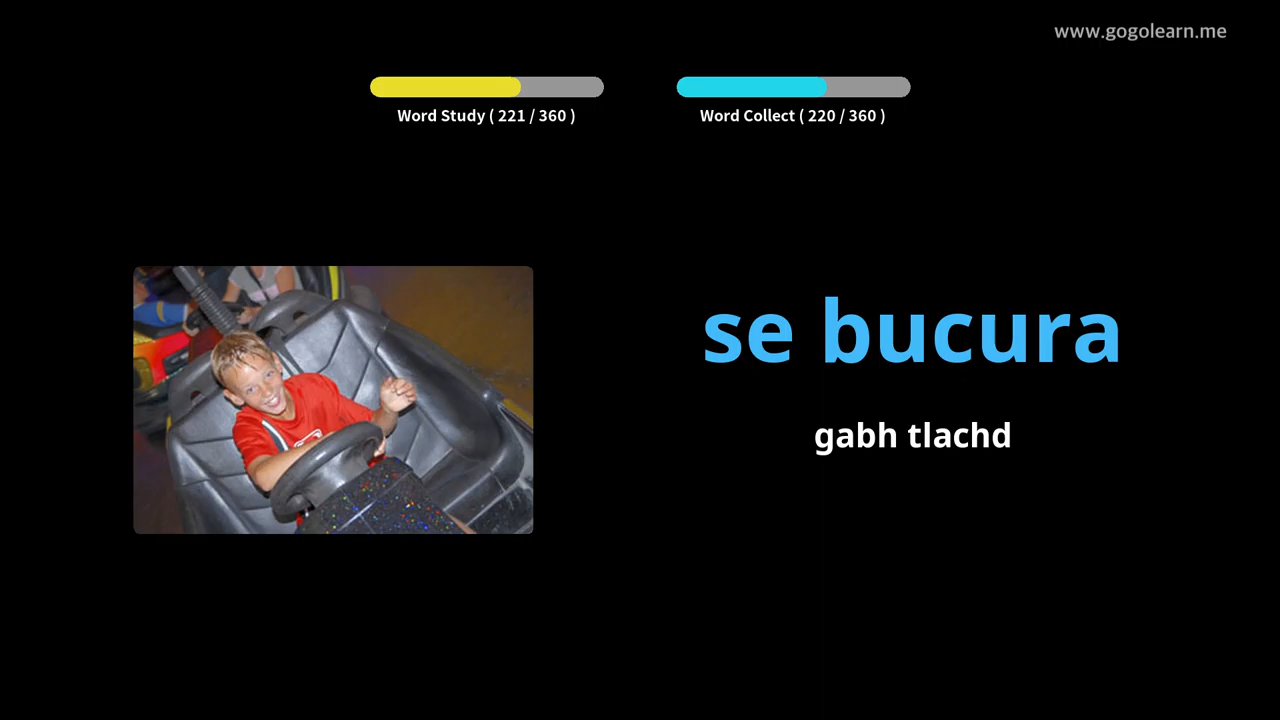 www.gogolearn.me
Word Study ( 221 / 360 )
Word Collect ( 220 / 360 )
se bucura
gabh tlachd